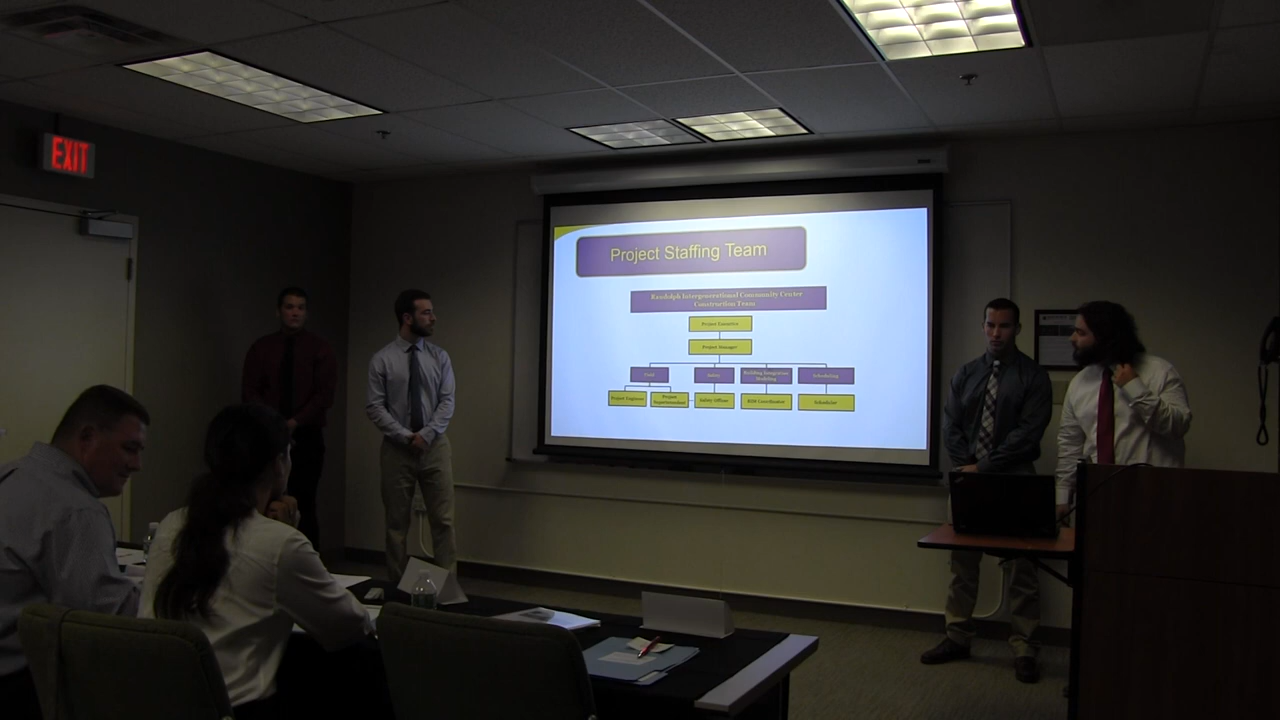 EXIT
Project Staffing Team
Randolph Intergenerational Community Center
Construction Team
Project Executive
Project Manager
Field
Safety
Building Integration
Modeling
Scheduling
Project Engineer
Project
Superintendent
Safety Officer
BIM Coordinator
Scheduler